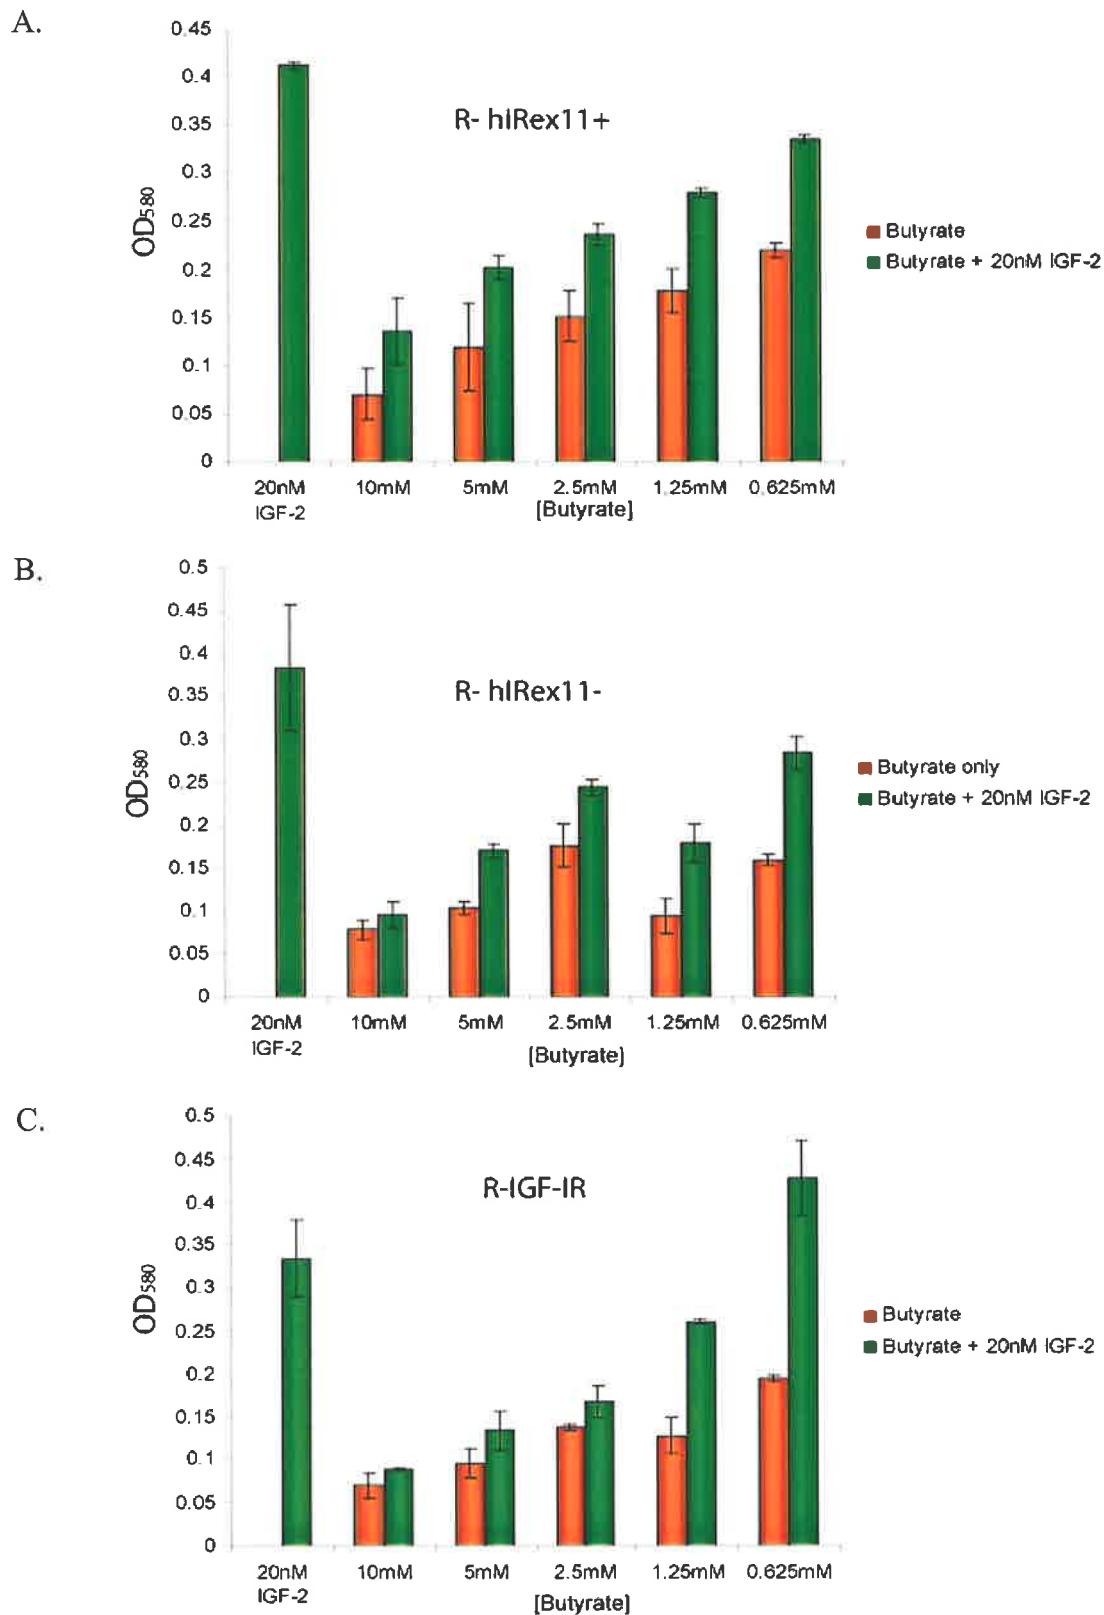 A.
0.45
0.4
0.35
0.3
0.25
0.2
0.15
0.1
0.05
0
OD580
R- hIRex11+
Butyrate
Butyrate + 20nM IGF-2
20nM 10mM 5mM 2.5mM 1.25mM 0.625mM
IGF-2 [Butyrate]
B.
0.5
0.45
0.4
0.35
0.3
0.25
0.2
0.15
0.1
0.05
0
OD580
R- hIRex11-
Butyrate only
Butyrate + 20nM IGF-2
20nM 10mM 5mM 2.5mM 1.25mM 0.625mM
IGF-2 [Butyrate]
C.
0.5
0.45
0.4
0.35
0.3
0.25
0.2
0.15
0.1
0.05
0
OD580
R-IGF-IR
Butyrate
Butyrate + 20nM IGF-2
20nM 10mM 5mM 2.5mM 1.25mM 0.625mM
IGF-2 [Butyrate]